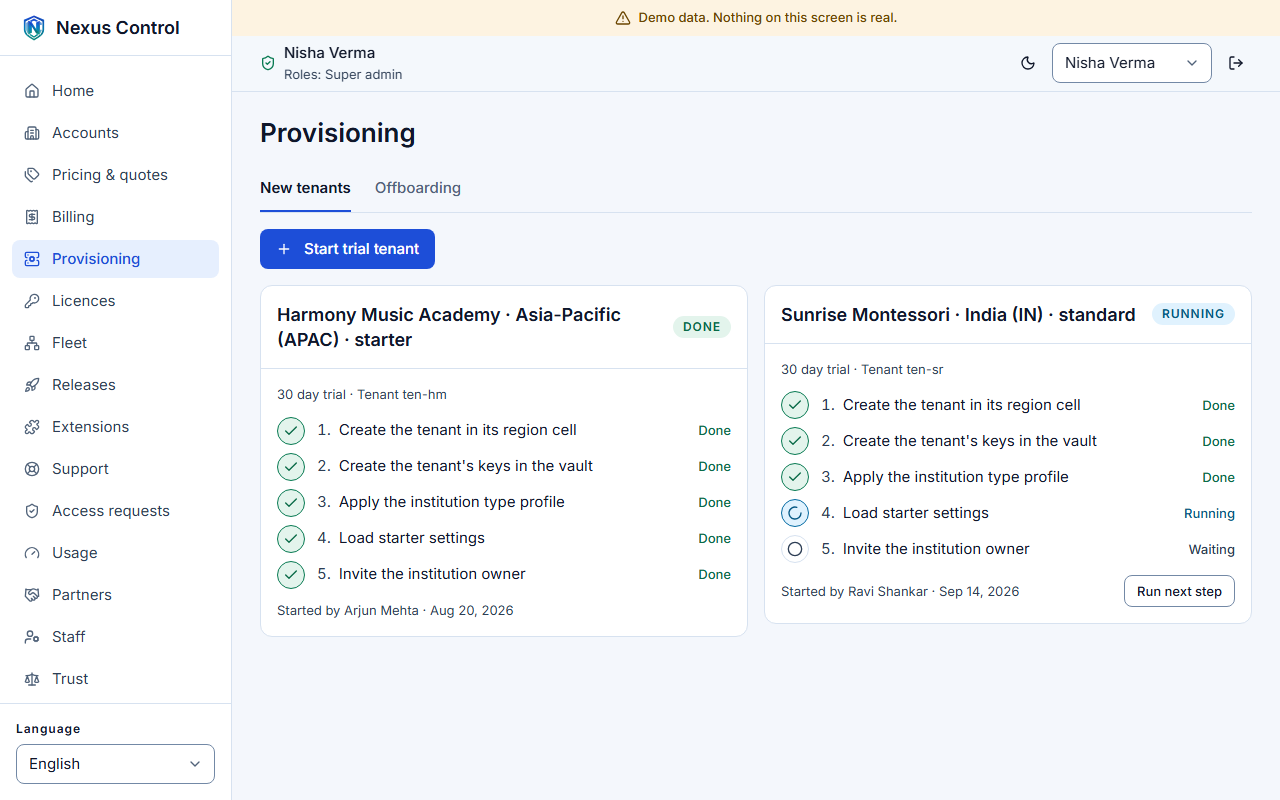 Nexus Control
Demo data. Nothing on this screen is real.
Nisha Verma
Roles: Super admin
Nisha Verma
Home
Accounts
Pricing & quotes
Billing
Provisioning
Licences
Fleet
Releases
Extensions
Support
Access requests
Usage
Partners
Staff
Trust
Language
English
Provisioning
New tenants
Offboarding
Start trial tenant
Harmony Music Academy · Asia-Pacific
(APAC) · starter
DONE
30 day trial · Tenant ten-hm
1. Create the tenant in its region cell Done
2. Create the tenant's keys in the vault Done
3. Apply the institution type profile Done
4. Load starter settings Done
5. Invite the institution owner Done
Started by Arjun Mehta · Aug 20, 2026
Sunrise Montessori · India (IN) · standard
RUNNING
30 day trial · Tenant ten-sr
1. Create the tenant in its region cell Done
2. Create the tenant's keys in the vault Done
3. Apply the institution type profile Done
4. Load starter settings Running
5. Invite the institution owner Waiting
Started by Ravi Shankar · Sep 14, 2026
Run next step